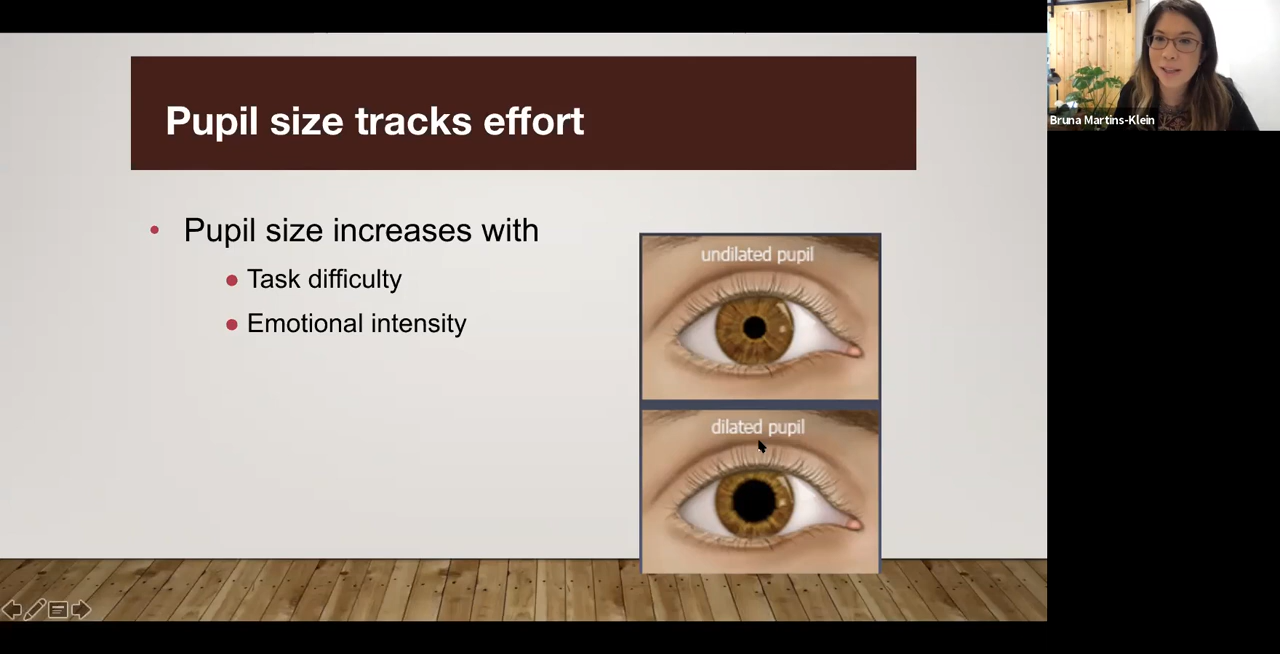 Pupil size tracks effort
Pupil size increases with
Task difficulty
Emotional intensity
undilated pupil
dilated pupil
Bruna Martins-Klein